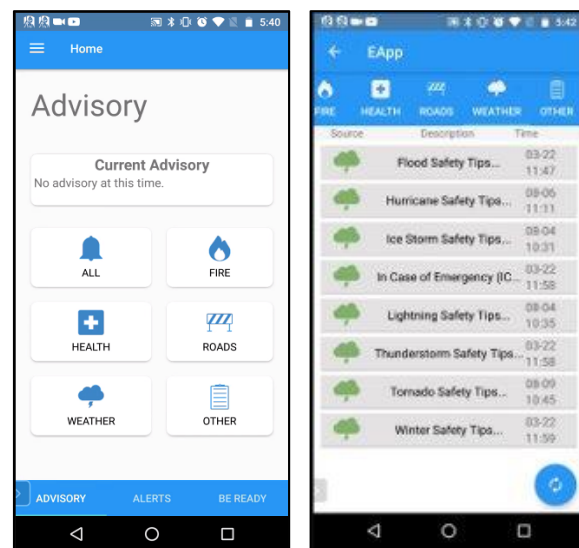 5:40
Home
Advisory
Current Advisory
No advisory at this time.
ALL
FIRE
HEALTH
ROADS
WEATHER
OTHER
ADVISORY
ALERTS
BE READY
5:42
EApp
FIRE
HEALTH
ROADS
WEATHER
OTHER
Source Description Time
Flood Safety Tips... 03-22
11:47
Hurricane Safety Tips... 08-06
11:11
Ice Storm Safety Tips... 08-04
10:31
In Case of Emergency (IC... 03-22
11:58
Lightning Safety Tips... 08-04
10:35
Thunderstorm Safety Tips... 03-22
11:58
Tornado Safety Tips... 08-09
10:45
Winter Safety Tips... 03-22
11:59